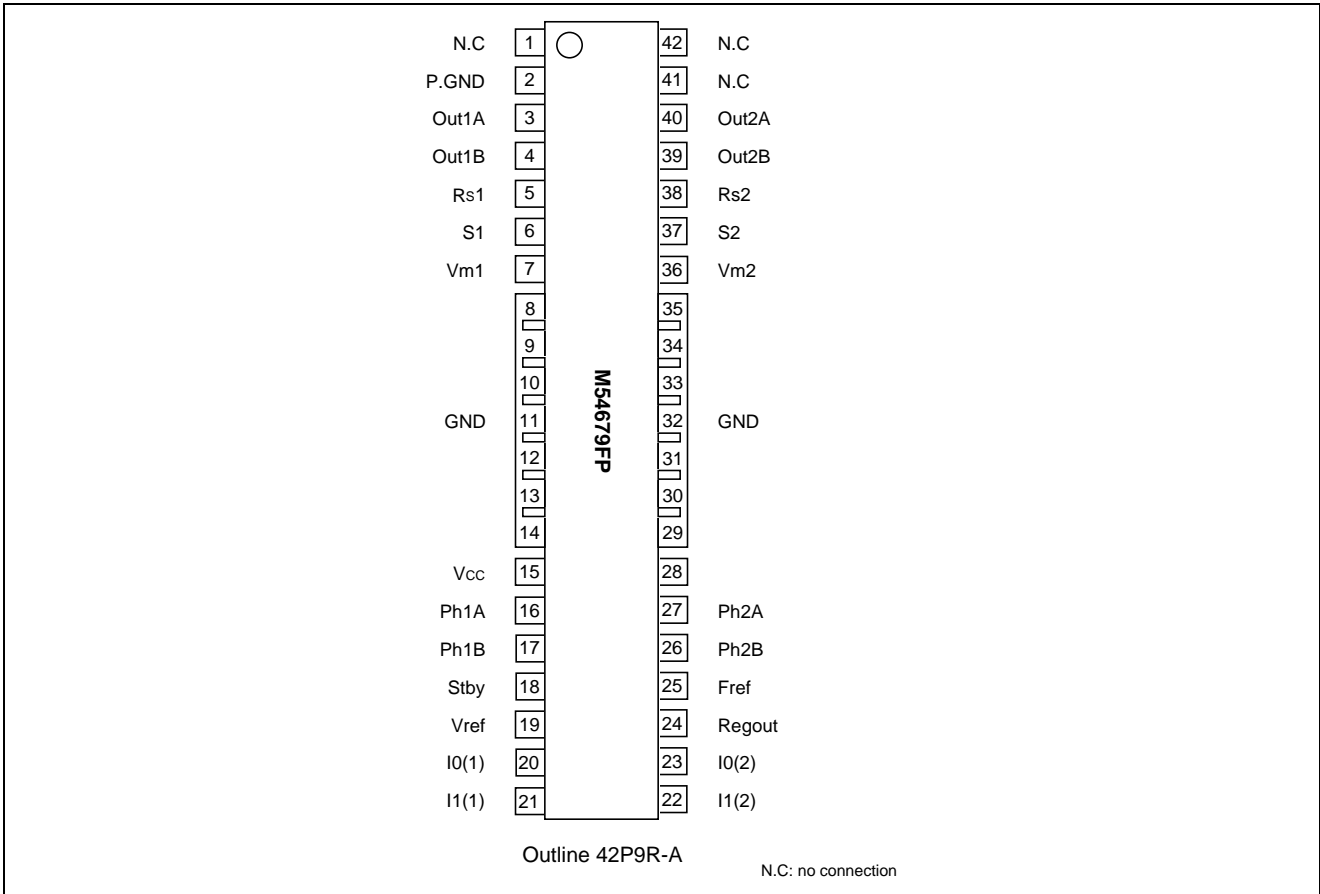 N.C 1 42 N.C
P.GND 2 41 N.C
Out1A 3 40 Out2A
Out1B 4 39 Out2B
Rs1 5 38 Rs2
S1 6 37 S2
Vm1 7 36 Vm2
8 35
9 34
10 33
GND 11 32 GND
12 31
13 30
14 29
M54679FP
Vcc 15 28
Ph1A 16 27 Ph2A
Ph1B 17 26 Ph2B
Stby 18 25 Fref
Vref 19 24 Regout
I0(1) 20 23 I0(2)
I1(1) 21 22 I1(2)
Outline 42P9R-A
N.C: no connection